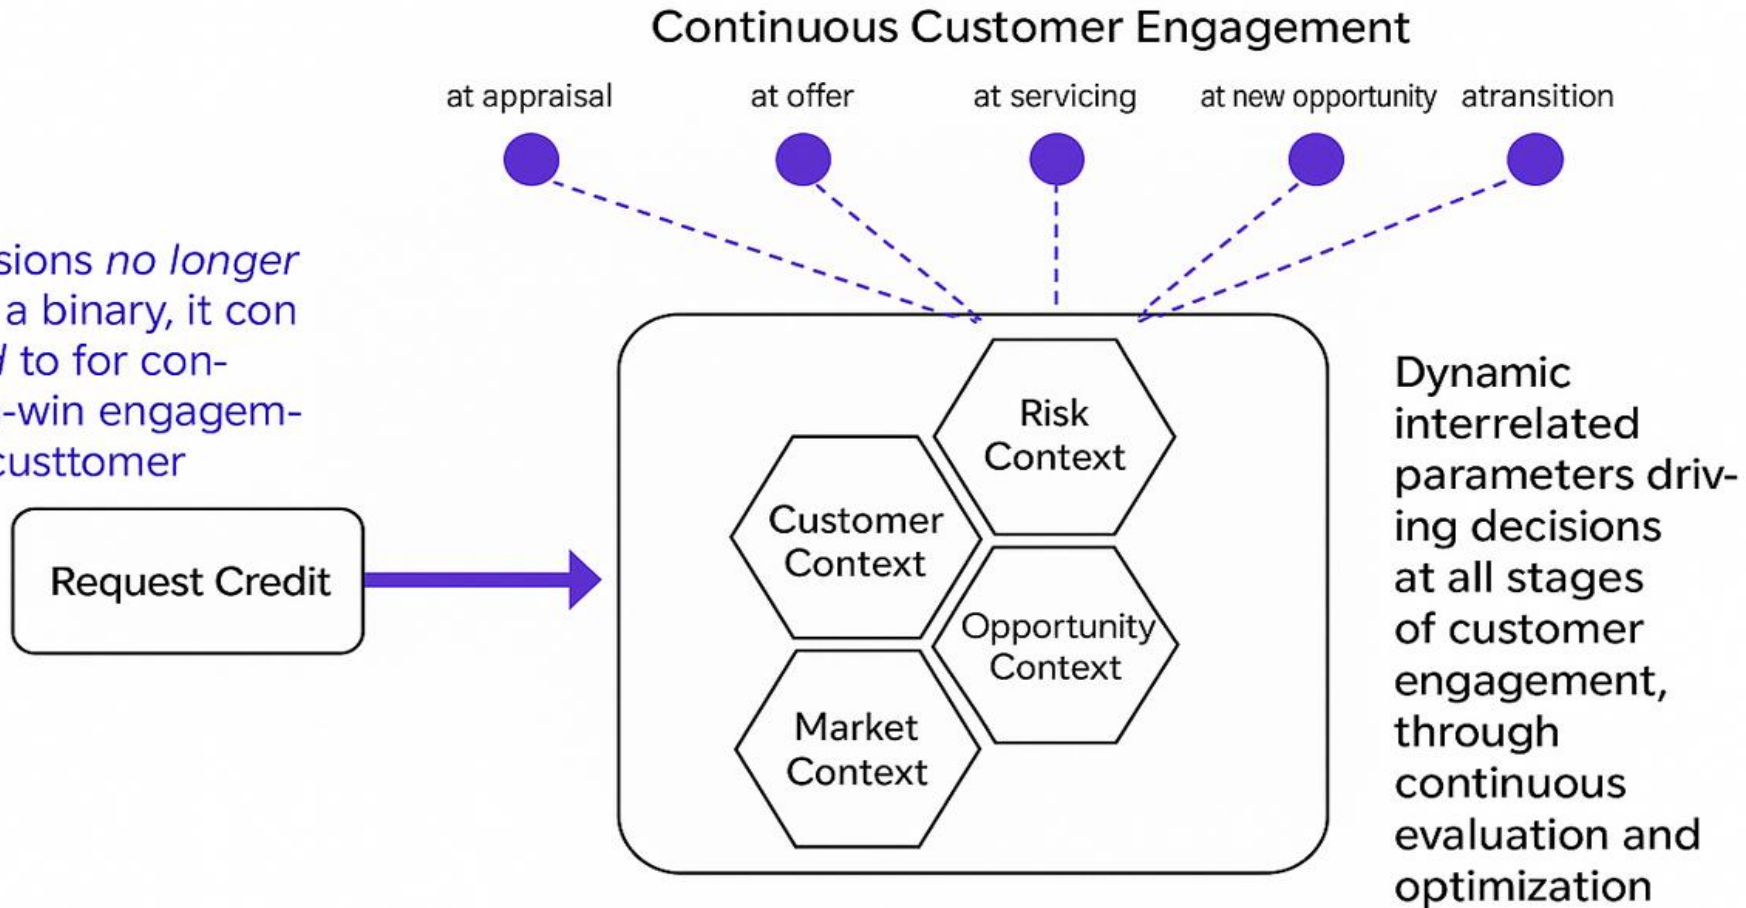 Continuous Customer Engagement
at appraisal
at offer
at servicing
at new opportunity
atransition
sions no longer
a binary, it con
to for con-
-win engagem-
custtomer
Request Credit
Risk
Context
Customer
Context
Opportunity
Context
Market
Context
Dynamic
interrelated
parameters driv-
ing decisions
at all stages
of customer
engagement,
through
continuous
evaluation and
optimization